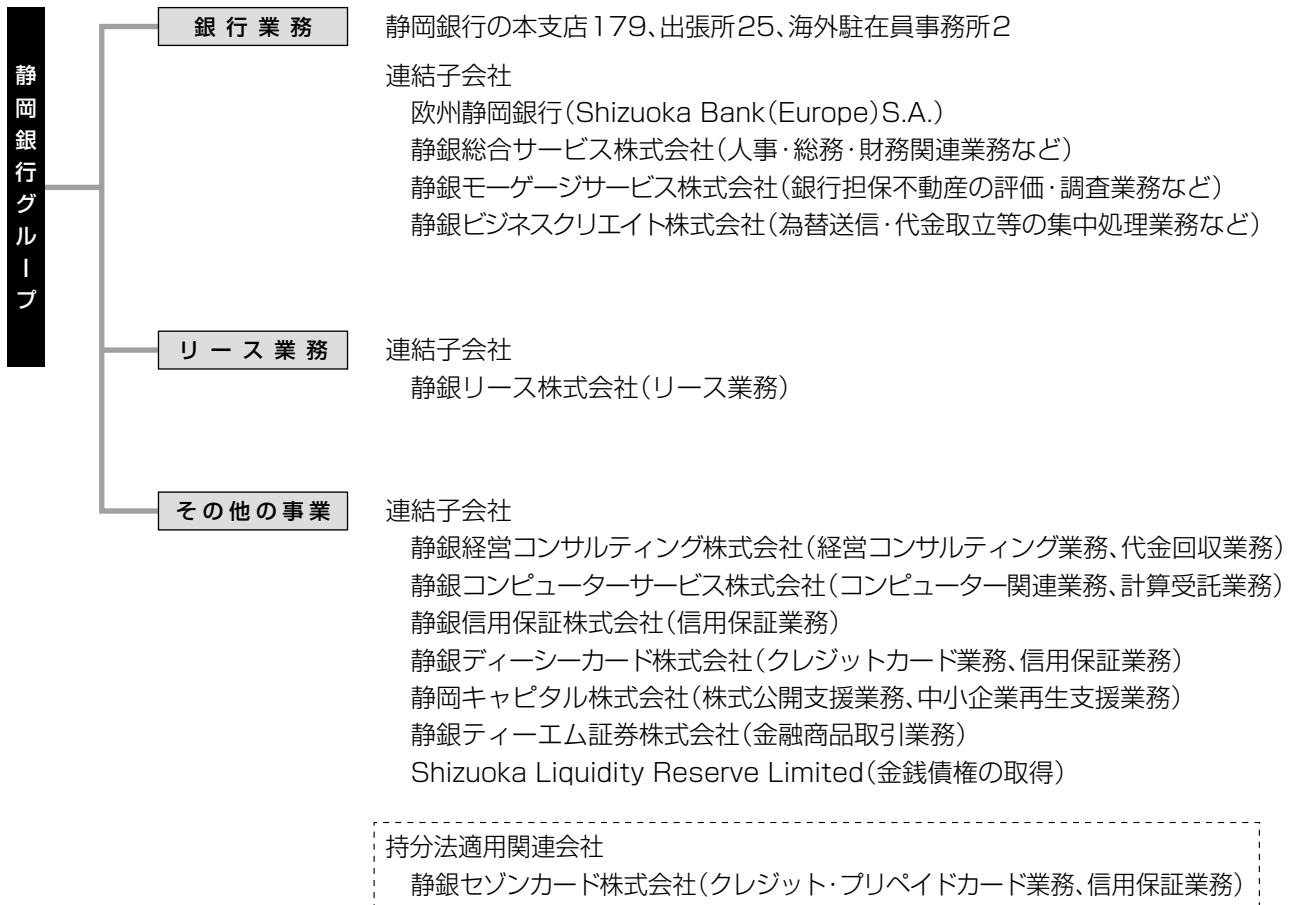 静岡銀行グループ
銀行業務
静岡銀行の本支店179、出張所25、海外駐在員事務所2
連結子会社
欧州静岡銀行(Shizuoka Bank(Europe)S.A.)
静銀総合サービス株式会社(人事・総務・財務関連業務など)
静銀モーゲージサービス株式会社(銀行担保不動産の評価・調査業務など)
静銀ビジネスクリエイト株式会社(為替送信・代金取立等の集中処理業務など)
リース業務
連結子会社
静銀リース株式会社(リース業務)
その他の事業
連結子会社
静銀経営コンサルティング株式会社(経営コンサルティング業務、代金回収業務)
静銀コンピューターサービス株式会社(コンピューター関連業務、計算受託業務)
静銀信用保証株式会社(信用保証業務)
静銀ディーシーカード株式会社(クレジットカード業務、信用保証業務)
静岡キャピタル株式会社(株式公開支援業務、中小企業再生支援業務)
静銀ティーエム証券株式会社(金融商品取引業務)
Shizuoka Liquidity Reserve Limited(金銭債権の取得)
持分法適用関連会社
静銀セゾンカード株式会社(クレジット・プリペイドカード業務、信用保証業務)